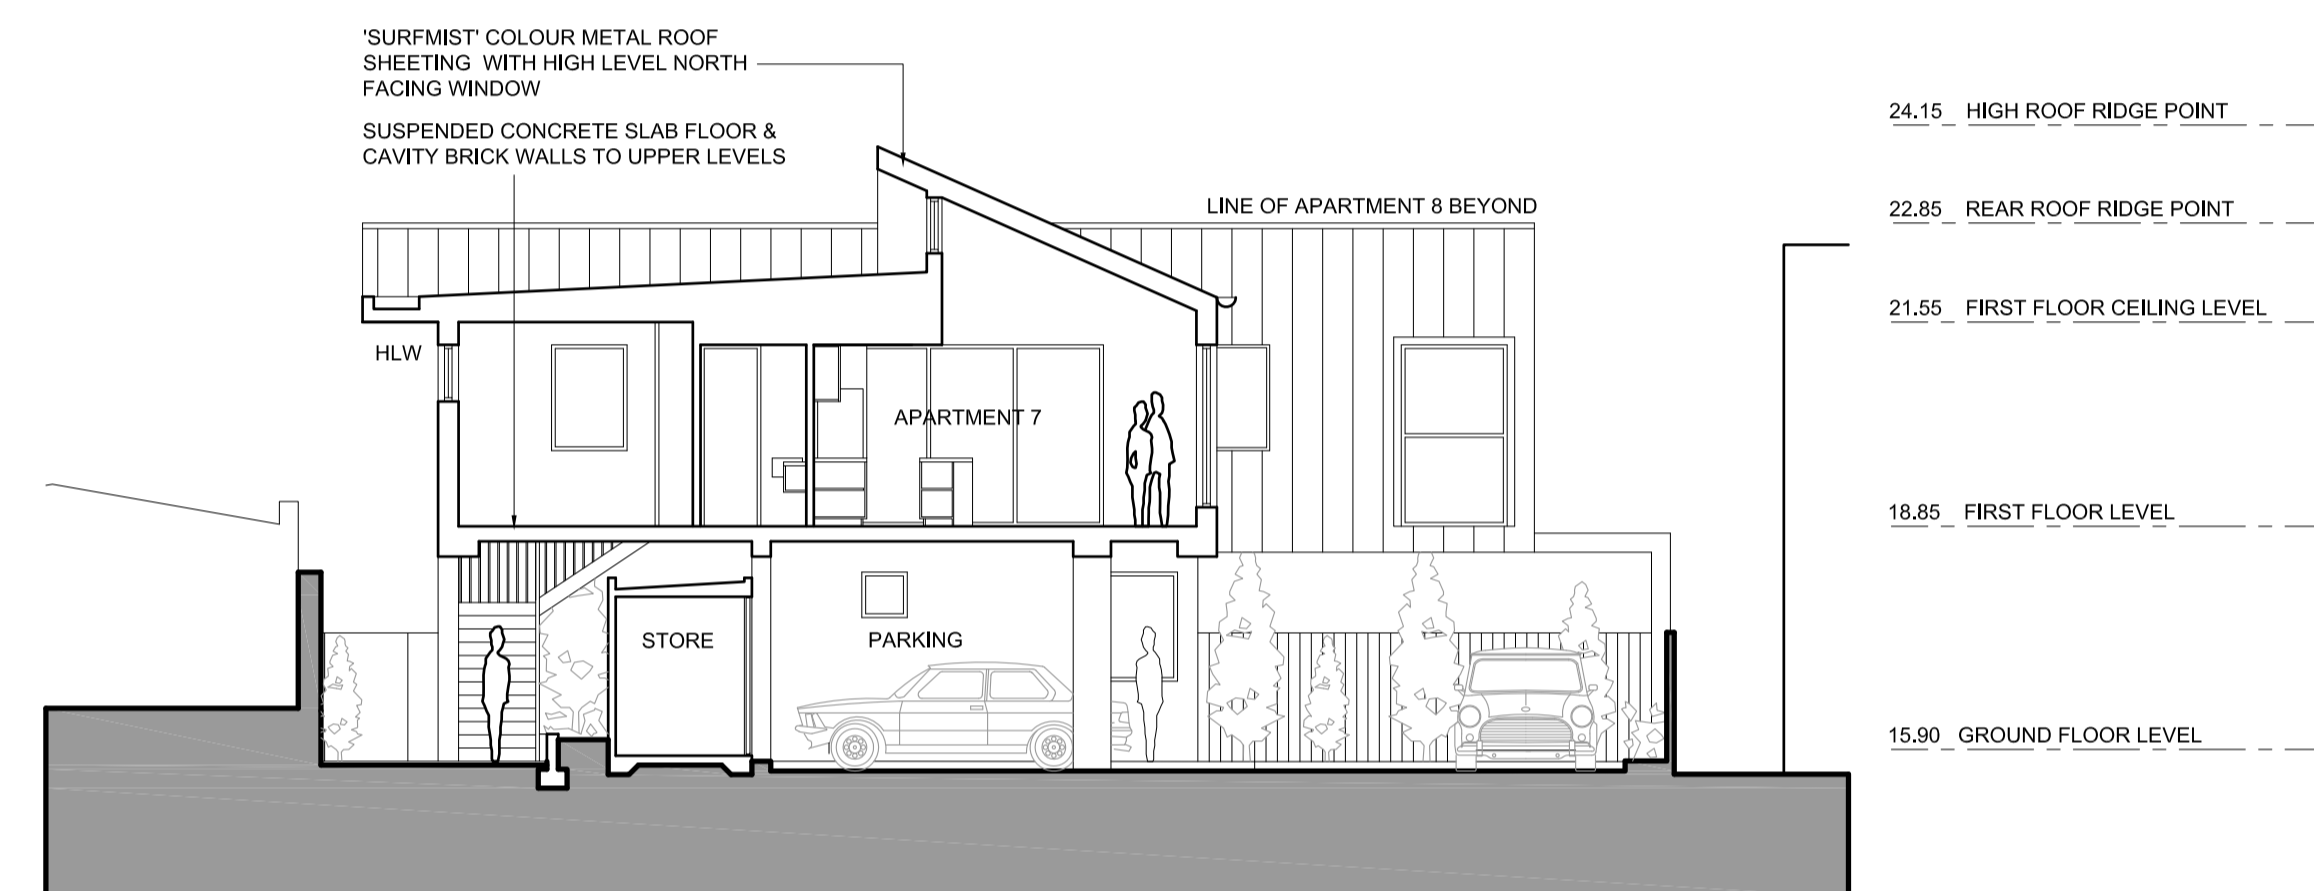 'SURFMIST' COLOUR METAL ROOF
SHEETING WITH HIGH LEVEL NORTH
FACING WINDOW
SUSPENDED CONCRETE SLAB FLOOR &
CAVITY BRICK WALLS TO UPPER LEVELS
LINE OF APARTMENT 8 BEYOND
HLW
APARTMENT 7
STORE
PARKING
24.15 HIGH ROOF RIDGE POINT
22.85 REAR ROOF RIDGE POINT
21.55 FIRST FLOOR CEILING LEVEL
18.85 FIRST FLOOR LEVEL
15.90 GROUND FLOOR LEVEL